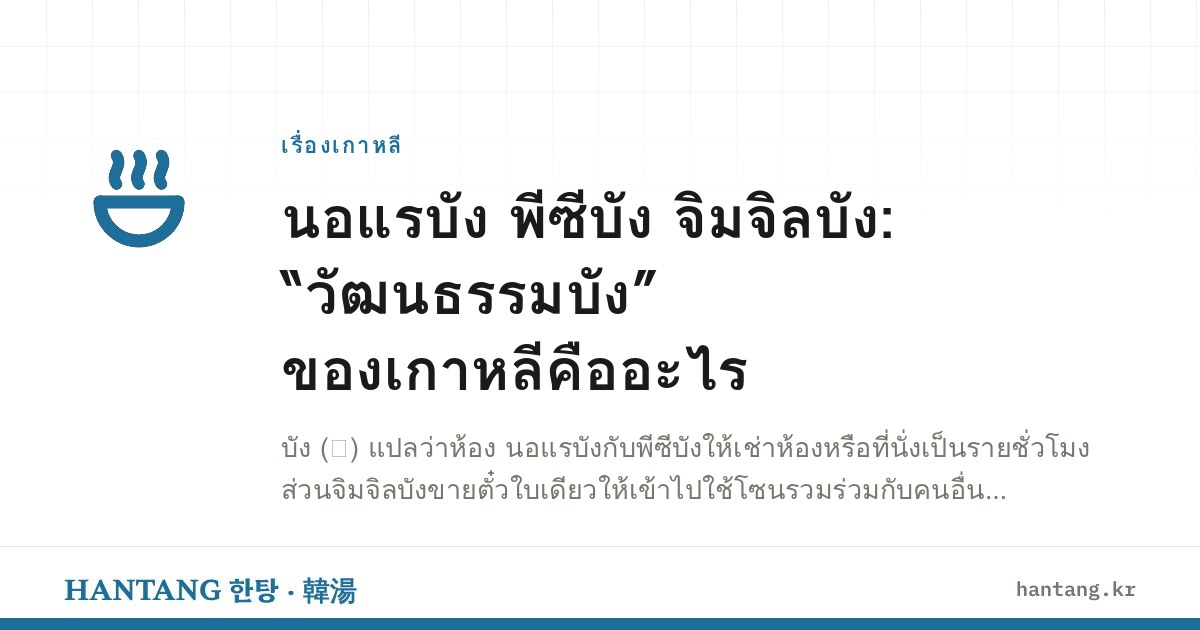 เรื่องเกาหลี
นอแรบัง พีซีบัง จิมจิลบัง:
“วัฒนธรรมบัง”
ของเกาหลีคืออะไร
บัง (□) แปลว่าห้อง นอแรบังกับพีซีบังให้เช่าห้องหรือที่นั่งเป็นรายชั่วโมง
ส่วนจิมจิลบังขายตั๋วใบเดียวให้เข้าไปใช้โซนรวมร่วมกับคนอื่น...
HANTANG 한탕 · 韓湯
hantang.kr